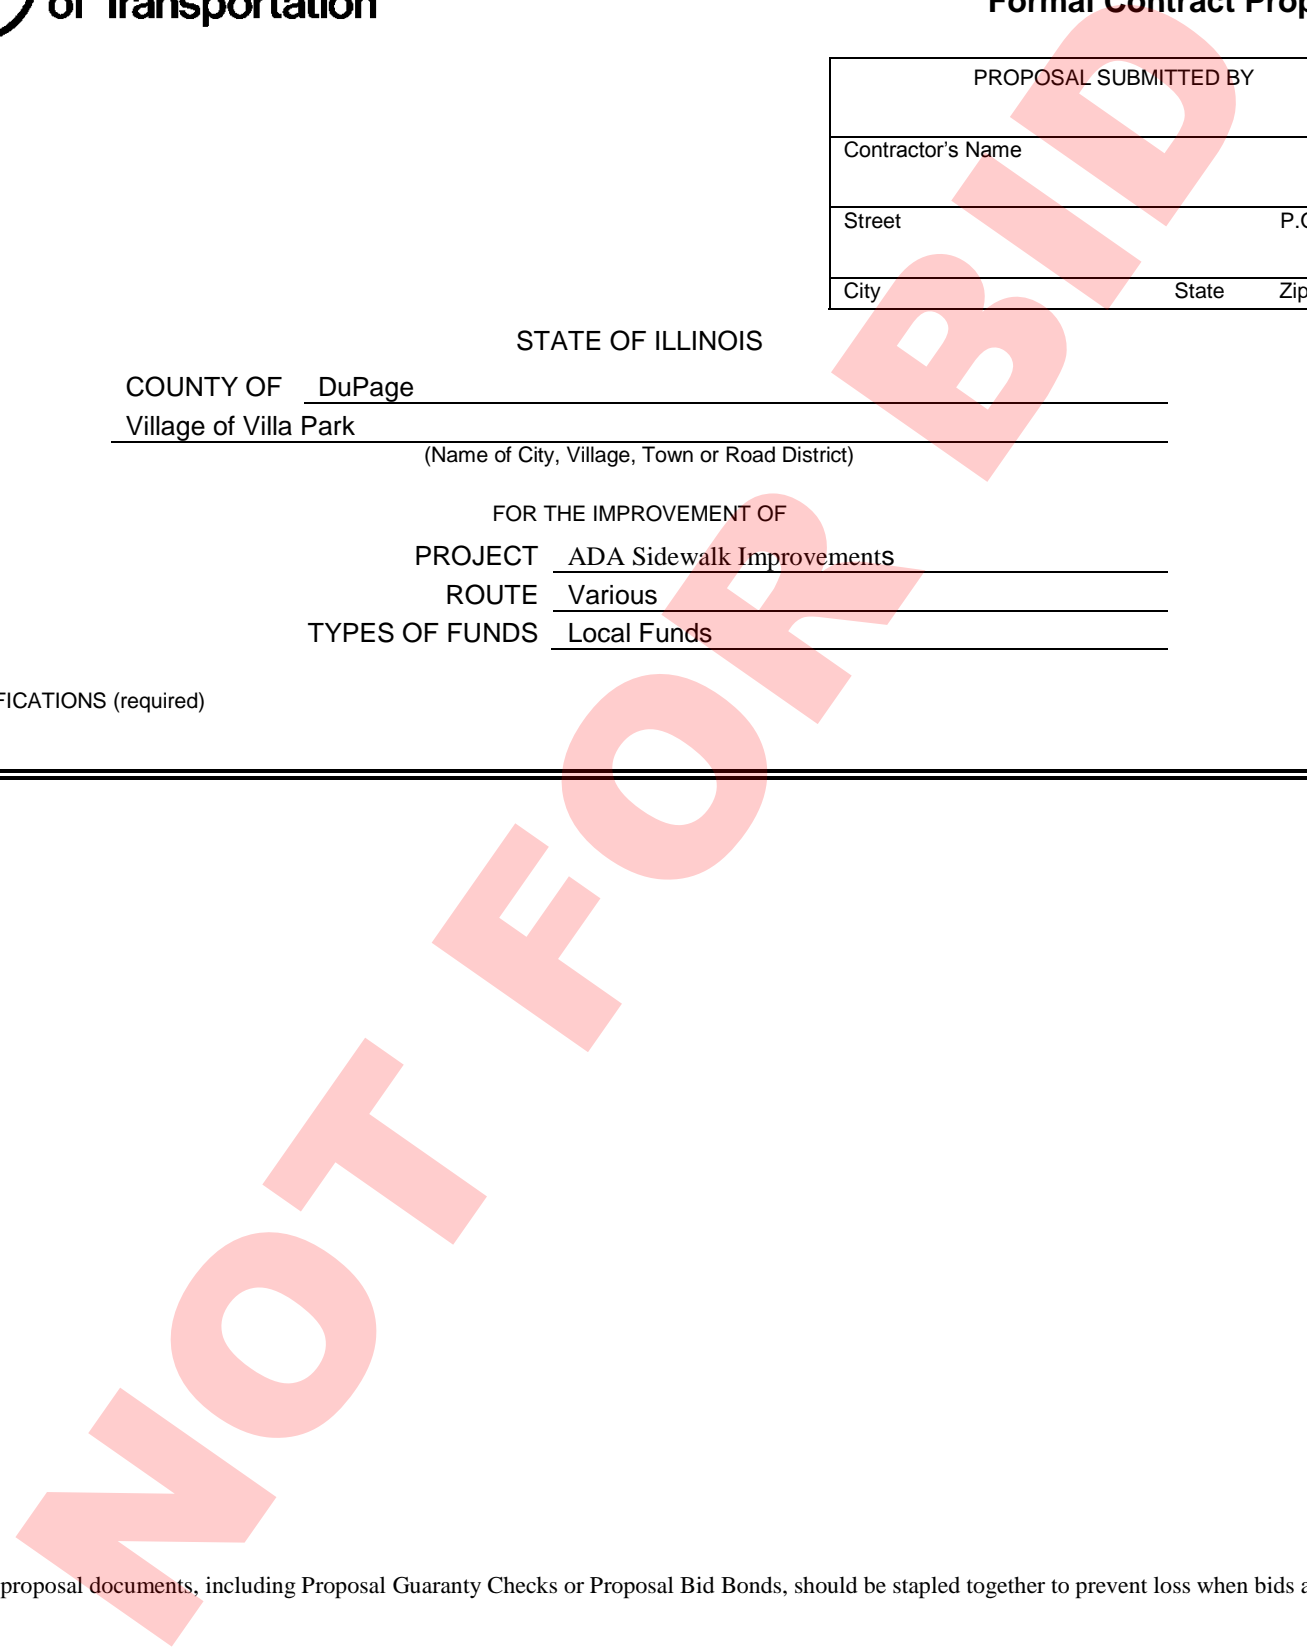 of Transportation
Formal Contract Prop
PROPOSAL SUBMITTED BY
Contractor's Name
Street P.O
City State Zip
STATE OF ILLINOIS
COUNTY OF DuPage
Village of Villa Park
(Name of City, Village, Town or Road District)
FOR THE IMPROVEMENT OF
PROJECT ADA Sidewalk Improvements
ROUTE Various
TYPES OF FUNDS Local Funds
FICATIONS (required)
NOT FOR BID
proposal documents, including Proposal Guaranty Checks or Proposal Bid Bonds, should be stapled together to prevent loss when bids a